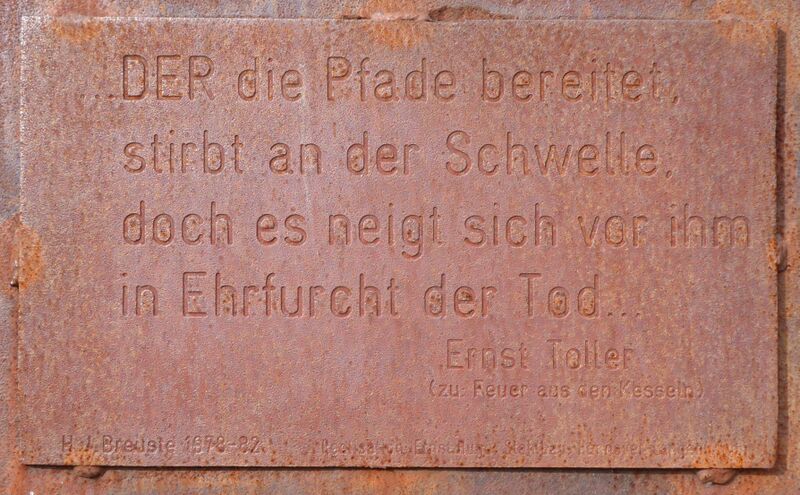 ...DER die Pfade bereitet,
stirbt an der Schwelle,
doch es neigt sich vor ihm
in Ehrfurcht der Tod...
Ernst Toller
(zu: Feuer aus den Kesseln)
H. J. Breuste 1978-82